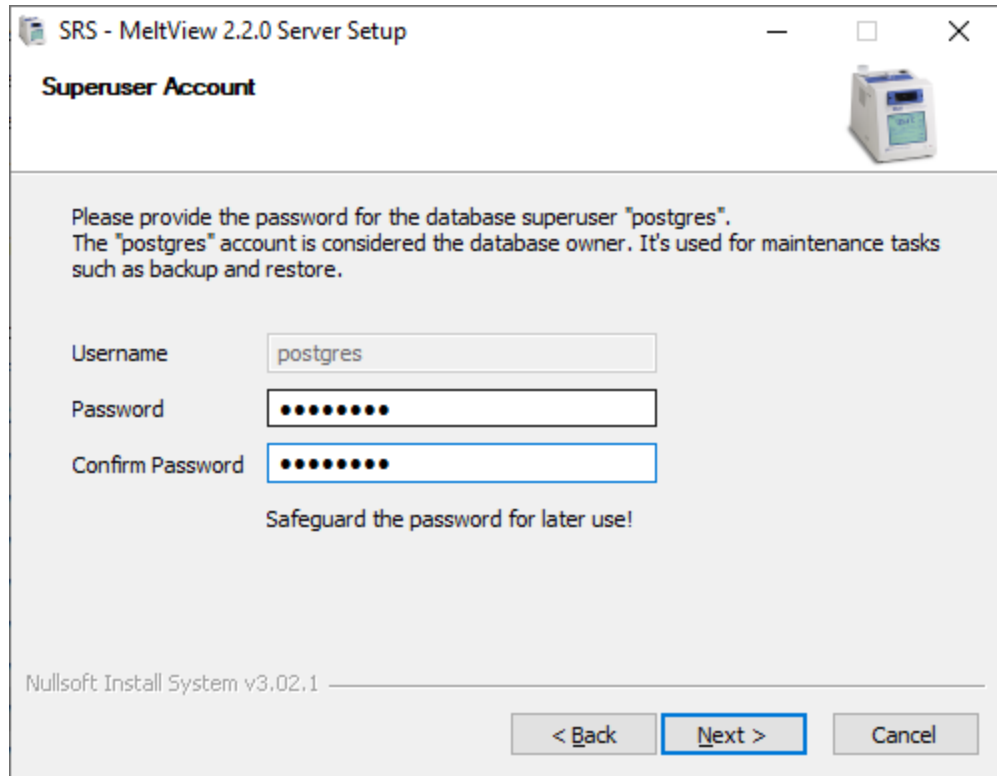 SRS - MeltView 2.2.0 Server Setup
Superuser Account
Please provide the password for the database superuser "postgres".
The "postgres" account is considered the database owner. It's used for maintenance tasks
such as backup and restore.
Username
postgres
Password
●●●●●●●●
Confirm Password
●●●●●●●●
Safeguard the password for later use!
Nullsoft Install System v3.02.1
< Back
Next >
Cancel